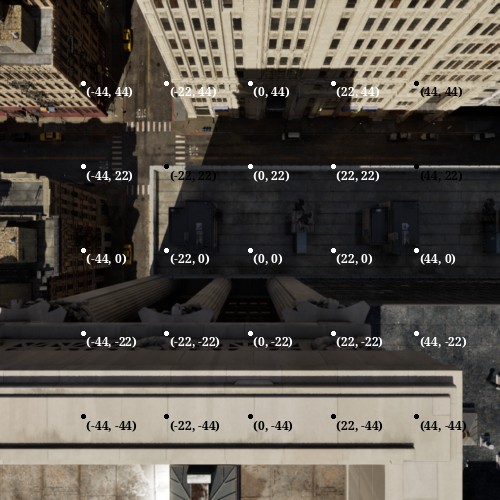 (-44, 44) (-22, 44) (0, 44) (22, 44) (44, 44)
(-44, 22) (-22, 22) (0, 22) (22, 22) (44, 22)
(-44, 0) (-22, 0) (0, 0) (22, 0) (44, 0)
(-44, -22) (-22, -22) (0, -22) (22, -22) (44, -22)
(-44, -44) (-22, -44) (0, -44) (22, -44) (44, -44)